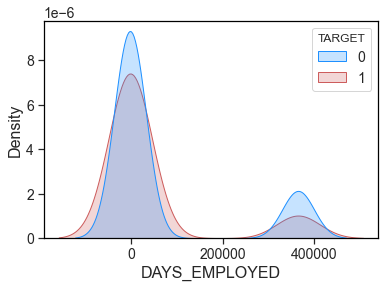 1e−6
TARGET
0
1
8
6
4
2
0
Density
0
200000
400000
DAYS_EMPLOYED